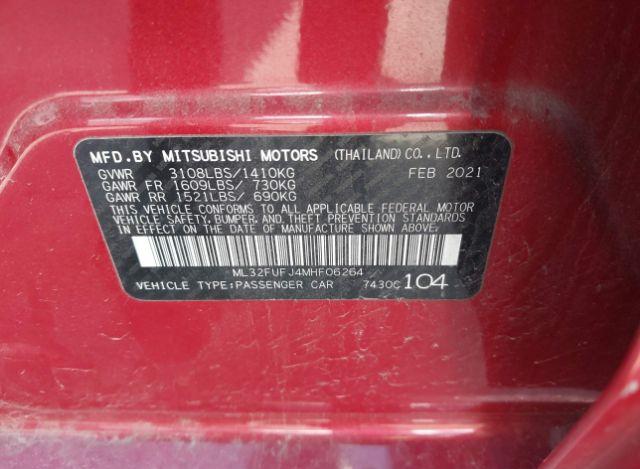 MFD. BY MITSUBISHI MOTORS (THAILAND) CO., LTD.
GVWR 3108LBS/1410KG FEB 2021
GAWR FR 1609LBS/ 730KG
GAWR RR 1521LBS/ 690KG
THIS VEHICLE CONFORMS TO ALL APPLICABLE FEDERAL MOTOR
VEHICLE SAFETY, BUMPER, AND THEFT PREVENTION STANDARDS
IN EFFECT ON THE DATE OF MANUFACTURE SHOWN ABOVE.
ML32FUFJ4MHF06264
VEHICLE TYPE:PASSENGER CAR 7430C 104